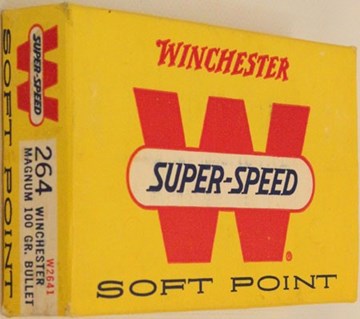 WINCHESTER
W
SUPER-SPEED
®
SOFT POINT
W
SUPER-SPEED
SOFT POINT
W2641
264 WINCHESTER
MAGNUM 100 GR. BULLET